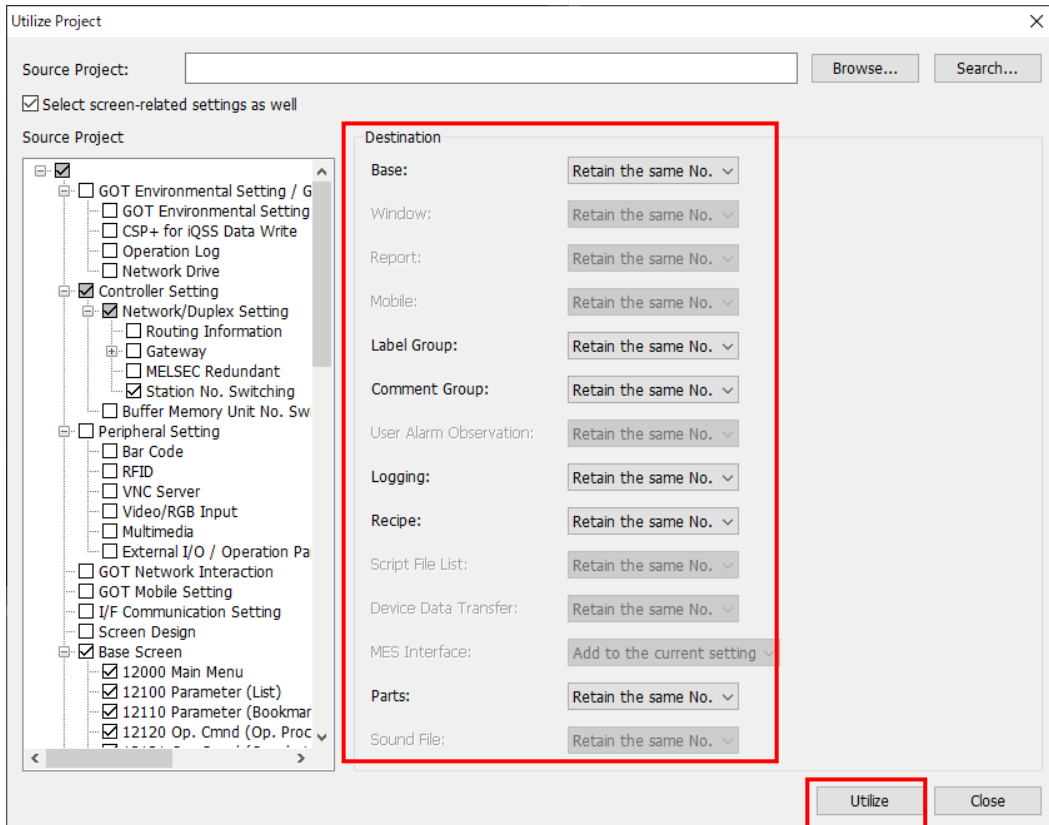 Utilize Project
Source Project:
Browse...
Search...
Select screen-related settings as well
Source Project
GOT Environmental Setting / G
GOT Environmental Setting
CSP+ for iQSS Data Write
Operation Log
Network Drive
Controller Setting
Network/Duplex Setting
Routing Information
Gateway
MELSEC Redundant
Station No. Switching
Buffer Memory Unit No. Swi
Peripheral Setting
Bar Code
RFID
VNC Server
Video/RGB Input
Multimedia
External I/O / Operation Pa
GOT Network Interaction
GOT Mobile Setting
I/F Communication Setting
Screen Design
Base Screen
12000 Main Menu
12100 Parameter (List)
12110 Parameter (Bookmar
12120 Op. Cmnd (Op. Proc
Destination
Base: Retain the same No.
Window: Retain the same No.
Report: Retain the same No.
Mobile: Retain the same No.
Label Group: Retain the same No.
Comment Group: Retain the same No.
User Alarm Observation: Retain the same No.
Logging: Retain the same No.
Recipe: Retain the same No.
Script File List: Retain the same No.
Device Data Transfer: Retain the same No.
MES Interface: Add to the current setting
Parts: Retain the same No.
Sound File: Retain the same No.
Utilize
Close